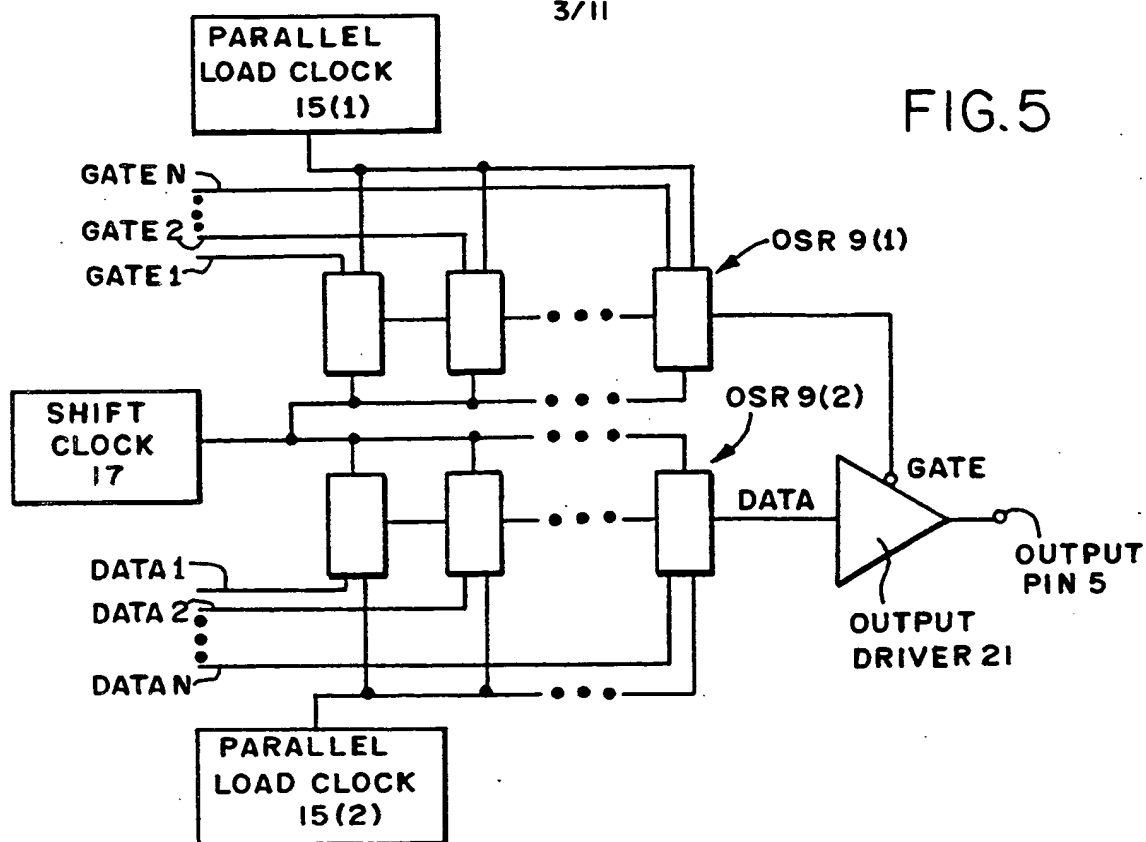 3/11
PARALLEL
LOAD CLOCK
15(1)
FIG.5
GATE N
GATE 2
GATE 1
OSR 9(1)
SHIFT
CLOCK
17
OSR 9(2)
GATE
DATA
DATA 1
DATA 2
DATA N
OUTPUT
PIN 5
OUTPUT
DRIVER 21
PARALLEL
LOAD CLOCK
15(2)